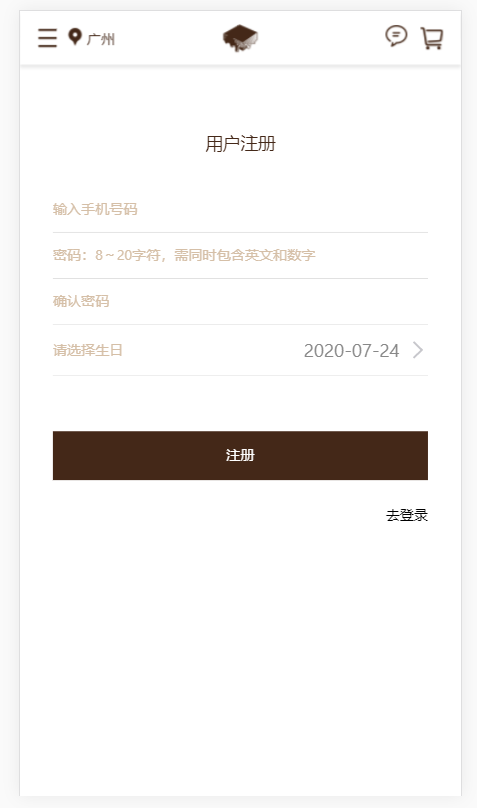 广州
用户注册
输入手机号码
密码：8～20字符，需同时包含英文和数字
确认密码
请选择生日 2020-07-24
注册
去登录